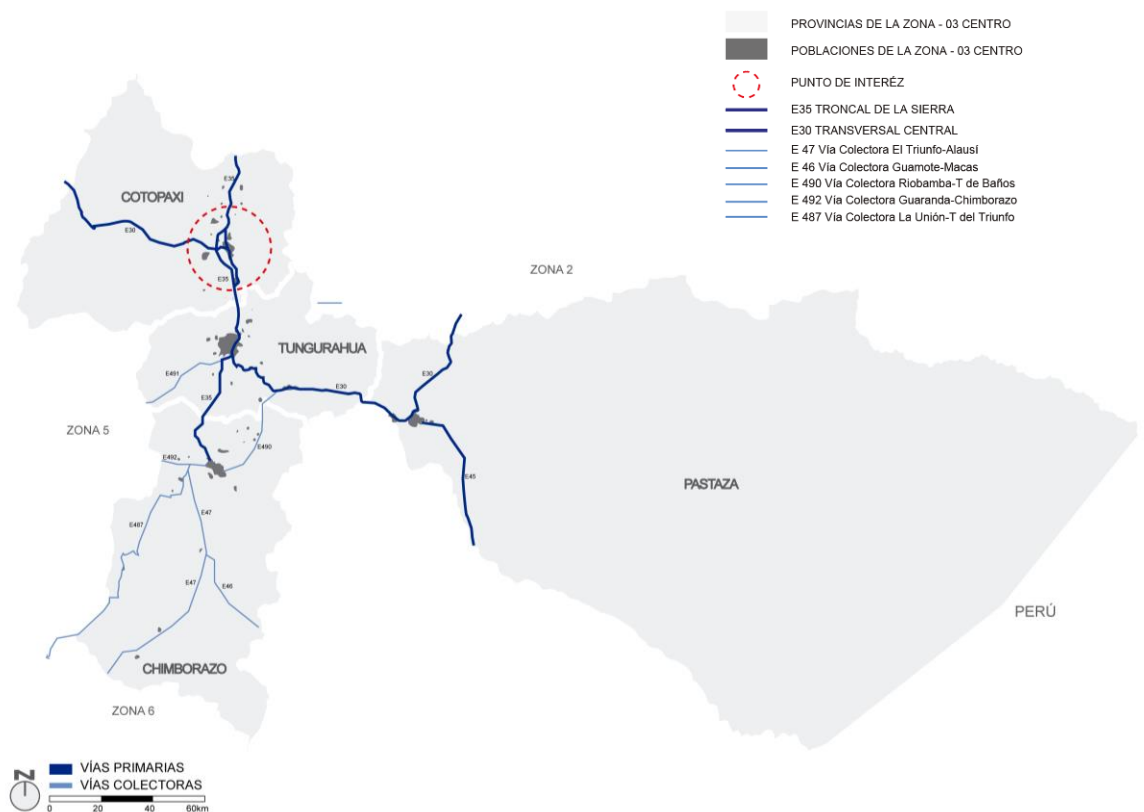 PROVINCIAS DE LA ZONA - 03 CENTRO
POBLACIONES DE LA ZONA - 03 CENTRO
PUNTO DE INTERÉZ
E35 TRONCAL DE LA SIERRA
E30 TRANSVERSAL CENTRAL
E 47 Vía Colectora El Triunfo-Alausí
E 46 Vía Colectora Guamote-Macas
E 490 Vía Colectora Riobamba-T de Baños
E 492 Vía Colectora Guaranda-Chimborazo
E 487 Vía Colectora La Unión-T del Triunfo
E35
COTOPAXI
E30
E35
ZONA 2
TUNGURAHUA
E491
E30
E30
E35
ZONA 5
E490
E492
E45
PASTAZA
E47
E487
E47
E46
PERÚ
CHIMBORAZO
ZONA 6
N
VÍAS PRIMARIAS
VÍAS COLECTORAS
0 20 40 60km